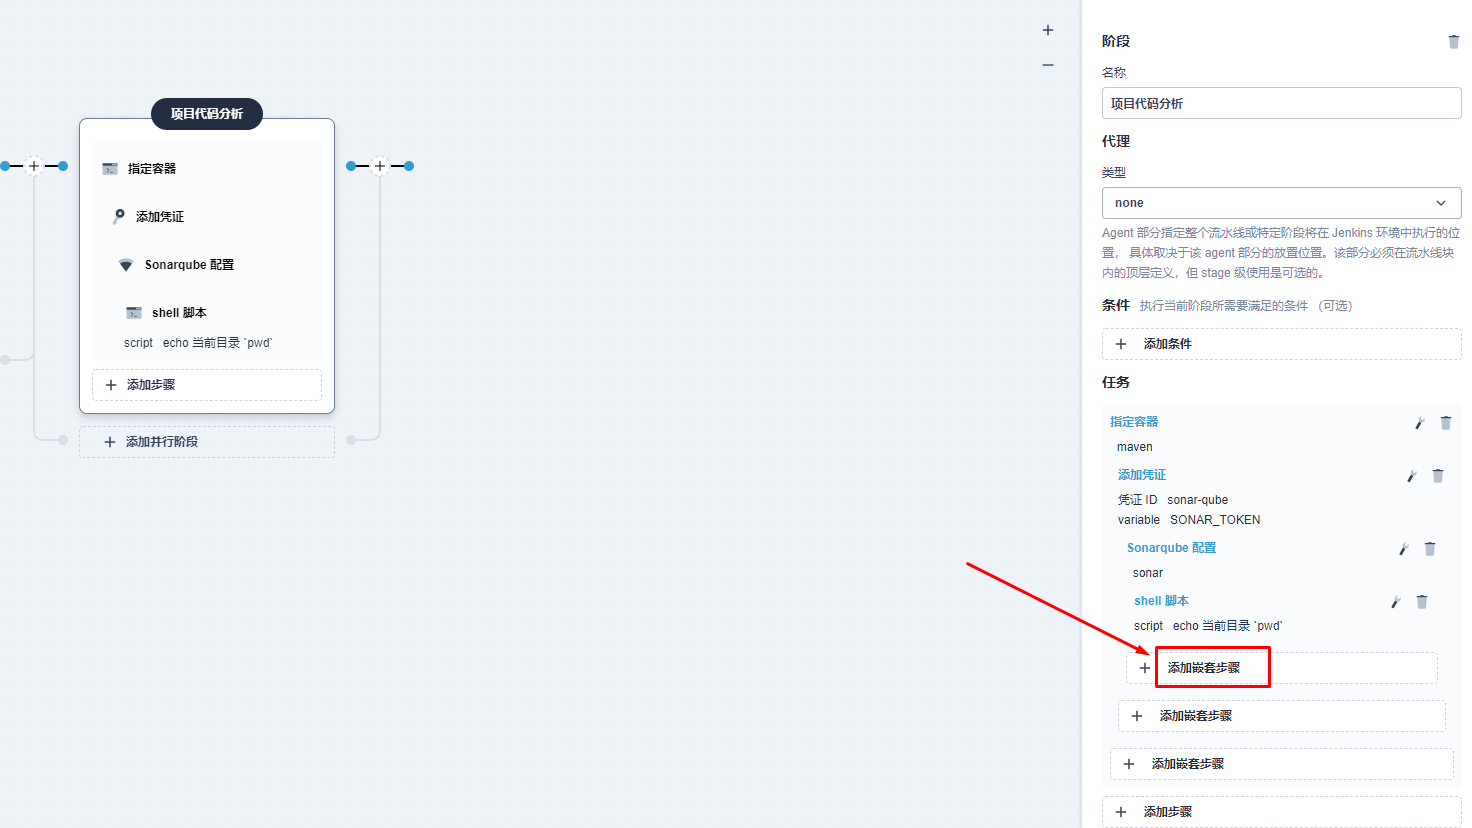 项目代码分析
指定容器
添加凭证
Sonarqube 配置
shell 脚本
script echo 当前目录 `pwd`
添加步骤
添加并行阶段
阶段
名称
项目代码分析
代理
类型
none
Agent 部分指定整个流水线或特定阶段将在 Jenkins 环境中执行的位
置， 具体取决于该 agent 部分的放置位置。该部分必须在流水线块
内的顶层定义，但 stage 级使用是可选的。
条件 执行当前阶段所需要满足的条件 （可选）
添加条件
任务
指定容器
maven
添加凭证
凭证 ID sonar-qube
variable SONAR_TOKEN
Sonarqube 配置
sonar
shell 脚本
script echo 当前目录 `pwd`
添加嵌套步骤
添加嵌套步骤
添加嵌套步骤
添加步骤